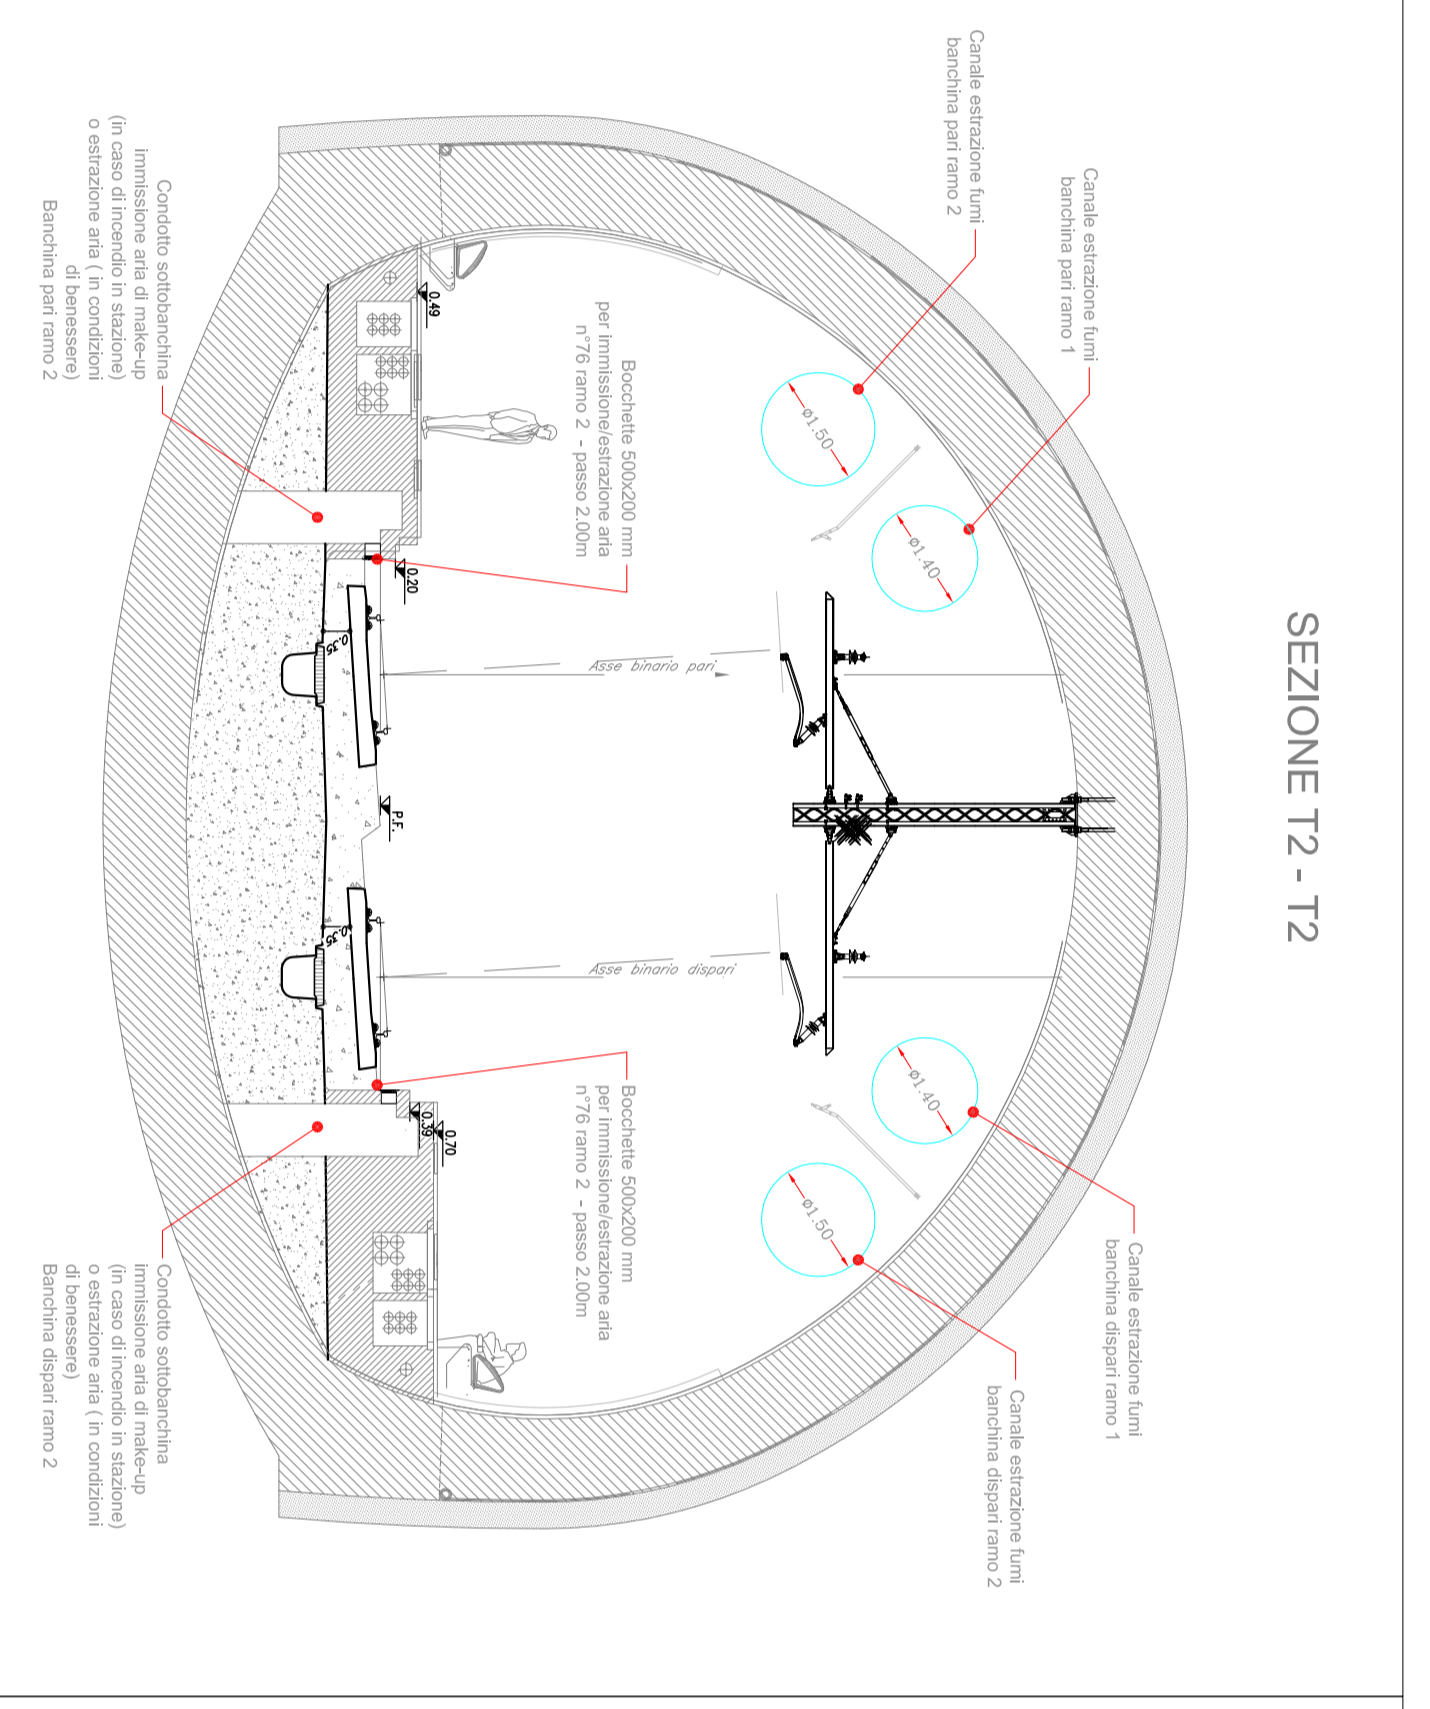 SEZIONE T2 - T2
Canale estrazione fumi
banchina pari ramo 1
Canale estrazione fumi
banchina pari ramo 2
Canale estrazione fumi
banchina dispari ramo 1
Canale estrazione fumi
banchina dispari ramo 2
ø1.40
ø1.50
ø1.40
ø1.50
Asse binario pari
Asse binario dispari
Bocchette 500x200 mm
per immissione/estrazione aria
n°76 ramo 2 - passo 2.00m
Bocchette 500x200 mm
per immissione/estrazione aria
n°76 ramo 2 - passo 2.00m
0.49
0.20
P.F.
0.39
0.70
0.35
0.35
Condotto sottobanchina
immissione aria di make-up
(in caso di incendio in stazione)
o estrazione aria ( in condizioni
di benessere)
Banchina pari ramo 2
Condotto sottobanchina
immissione aria di make-up
(in caso di incendio in stazione)
o estrazione aria ( in condizioni
di benessere)
Banchina dispari ramo 2